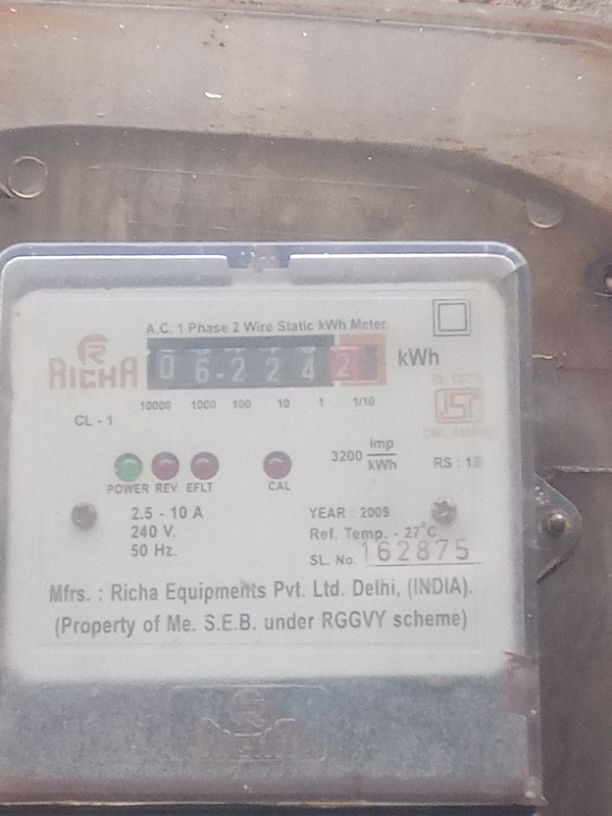 A.C. 1 Phase 2 Wire Static kWh Meter
RICHA
0 6 2 2 4 2 kWh
10000 1000 100 10 1 1/10
CL - 1
3200 imp/kWh
POWER REV. EFLT CAL
2.5 - 10 A
240 V.
50 Hz.
YEARː 2009
Ref. Temp. - 27°C
SL. No. 162875
Mfrs. : Richa Equipments Pvt. Ltd. Delhi, (INDIA).
(Property of Me. S.E.B. under RGGVY scheme)